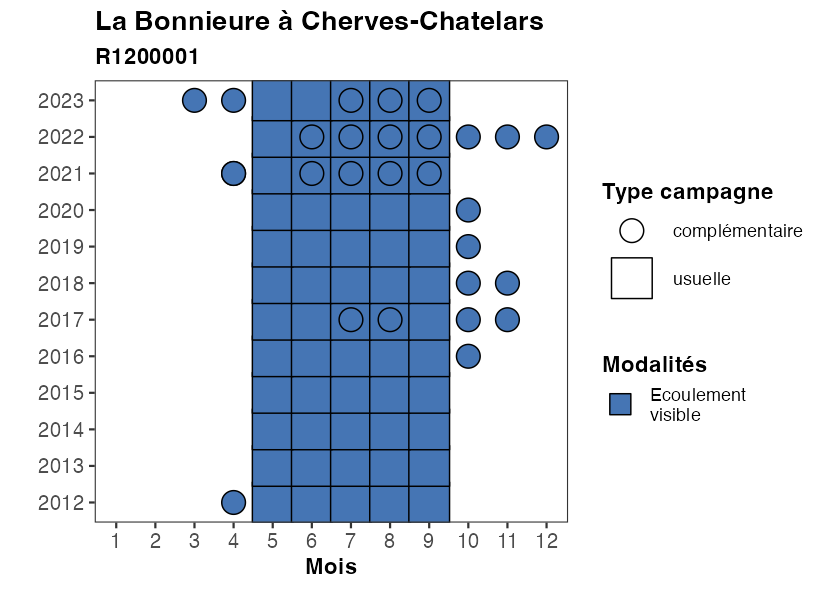 La Bonnieure à Cherves-Chatelars
R1200001
2023
2022
2021
2020
2019
2018
2017
2016
2015
2014
2013
2012
1 2 3 4 5 6 7 8 9 10 11 12
Mois
Type campagne
complémentaire
usuelle
Modalités
Ecoulement
visible